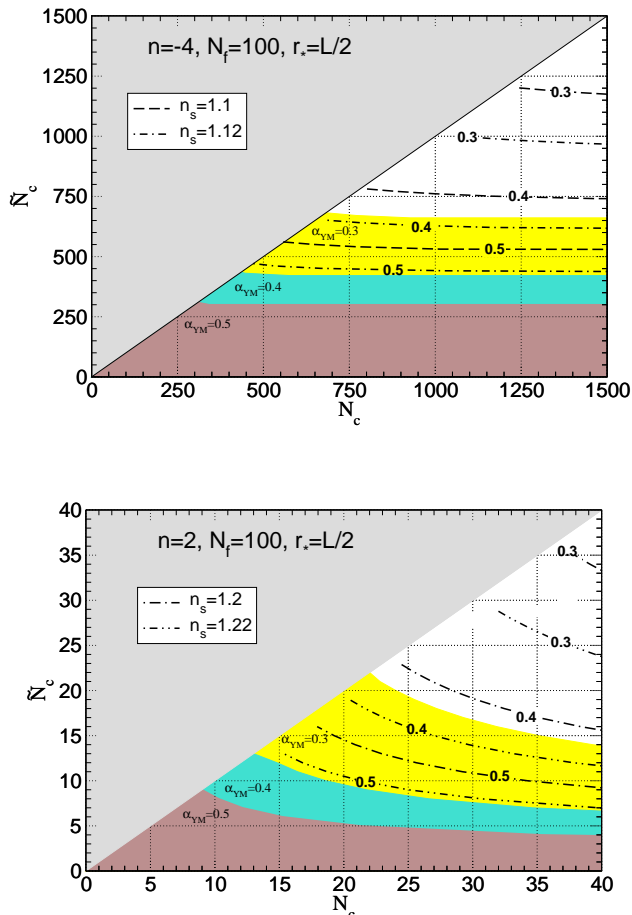 n=-4, N_f=100, r_*=L/2
n_s=1.1
n_s=1.12
1500
1250
1000
750
500
250
0
Ñ_c
0.3
0.3
0.4
0.4
0.5
0.5
α_YM=0.3
α_YM=0.4
α_YM=0.5
0 250 500 750 1000 1250 1500
N_c
n=2, N_f=100, r_*=L/2
n_s=1.2
n_s=1.22
40
35
30
25
20
15
10
5
0
Ñ_c
0.3
0.3
0.4
0.4
0.5
0.5
α_YM=0.3
α_YM=0.4
α_YM=0.5
0 5 10 15 20 25 30 35 40
N_c